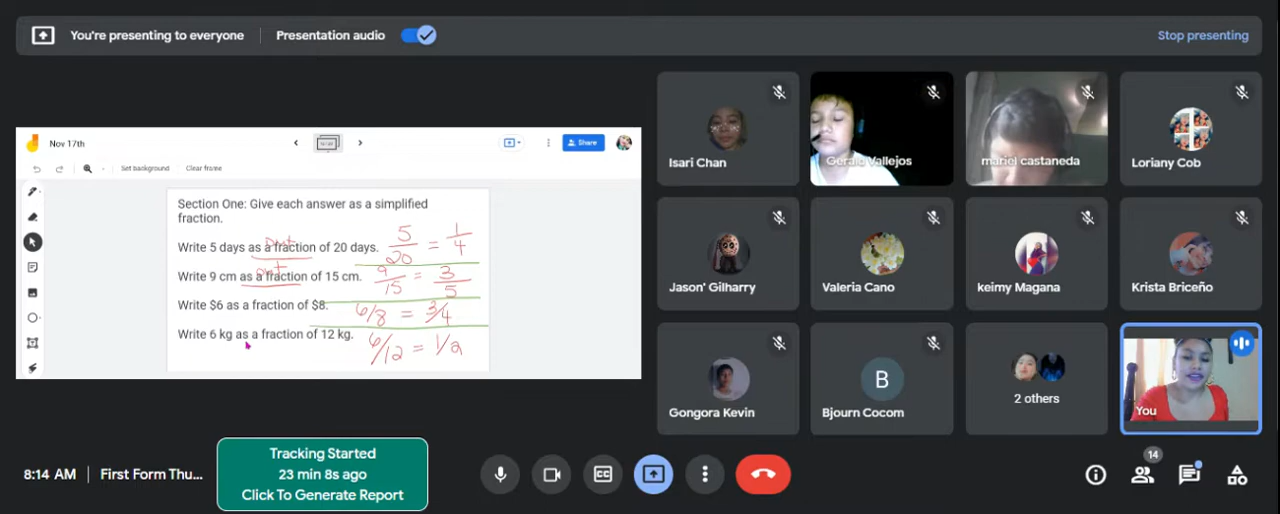 You're presenting to everyone
Presentation audio
Stop presenting
Nov 17th
Share
Set background
Clear frame
Section One: Give each answer as a simplified
fraction.
Write 5 days as a fraction of 20 days. 5/20 = 1/4
Write 9 cm as a fraction of 15 cm. 9/15 = 3/5
Write $6 as a fraction of $8. 6/8 = 3/4
Write 6 kg as a fraction of 12 kg. 6/12 = 1/2
Isari Chan
Gerald Vallejos
mariel castaneda
Loriany Cob
Jason' Gilharry
Valeria Cano
keimy Magana
Krista Briceño
Gongora Kevin
B
Bjourn Cocom
2 others
You
8:14 AM
First Form Thu...
Tracking Started
23 min 8s ago
Click To Generate Report
CC
14